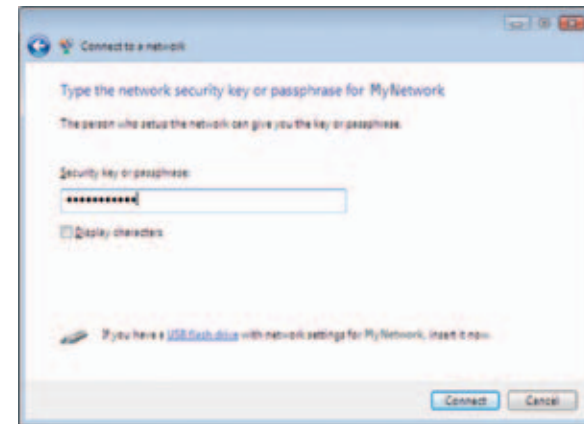 Connect to a network
Type the network security key or passphrase for MyNetwork
The person who setup the network can give you the key or passphrase.
Security key or passphrase:
•••••••••••
Display characters
If you have a USB flash drive with network settings for MyNetwork, insert it now.
Connect Cancel